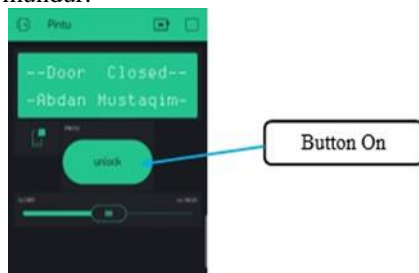 Pintu
--Door Closed--
-Abdan Mustaqim-
unlock
Button On